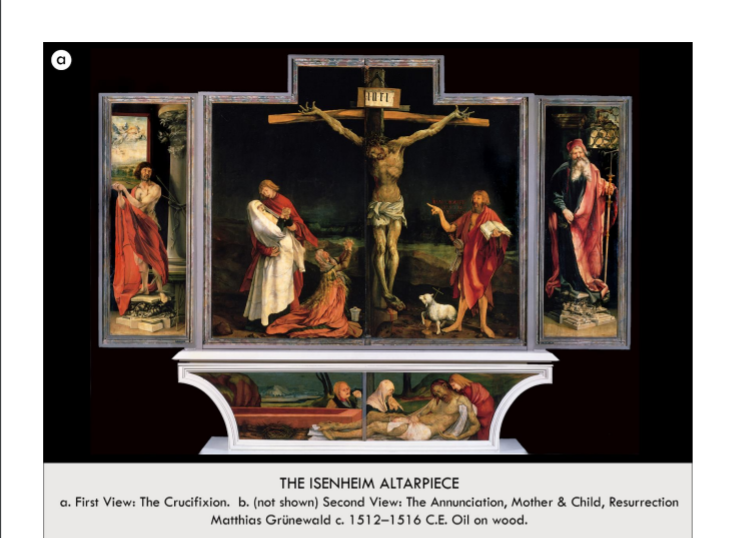 a
INRI
THE ISENHEIM ALTARPIECE
a. First View: The Crucifixion. b. (not shown) Second View: The Annunciation, Mother & Child, Resurrection
Matthias Grünewald c. 1512–1516 C.E. Oil on wood.